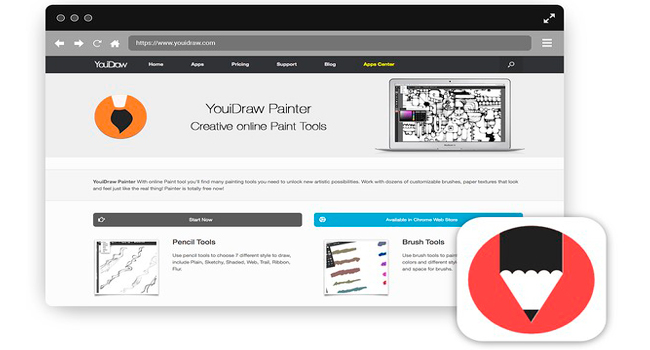 https://www.youidraw.com
YouiDraw Home Apps Pricing Support Blog Apps Center
YouiDraw Painter
Creative online Paint Tools
YouiDraw Painter With online Paint tool you'll find many painting tools you need to unlock new artistic possibilities. Work with dozens of customizable brushes, paper textures that look
and feel just like the real thing! Painter is totally free now!
Start Now
Available in Chrome Web Store
Pencil Tools
Use pencil tools to choose 7 different style to draw,
include-Plain, Sketchy, Shaded, Web, Trail, Ribbon,
Flur.
Brush Tools
Use brush tools to pain
colors and different sty
and space for brushes.